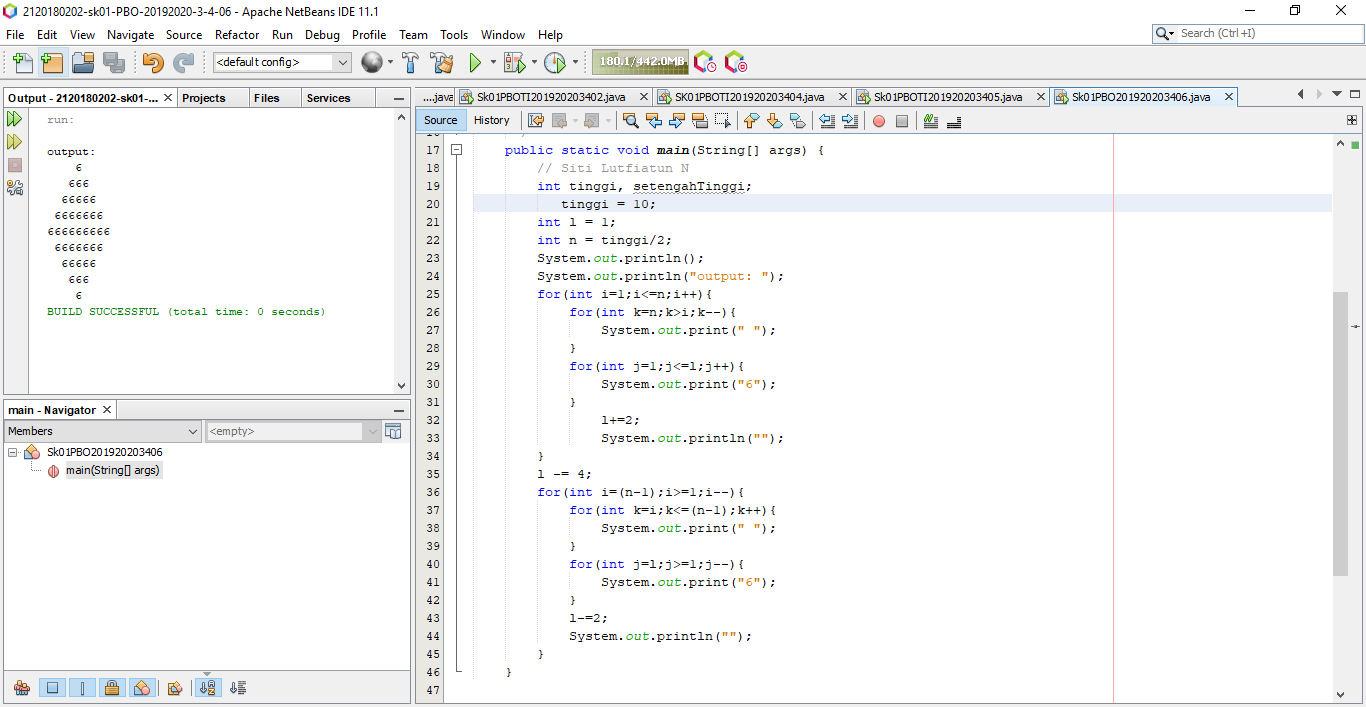 2120180202-sk01-PBO-20192020-3-4-06 - Apache NetBeans IDE 11.1
File Edit View Navigate Source Refactor Run Debug Profile Team Tools Window Help
Search (Ctrl+I)
<default config>
180.1/442.0MB
Output - 2120180202-sk01-...
Projects
Files
Services
run:
output:
6
666
66666
6666666
666666666
6666666
66666
666
6
BUILD SUCCESSFUL (total time: 0 seconds)
main - Navigator
Members
<empty>
Sk01PBO201920203406
main(String[] args)
....java
Sk01PBOTI201920203402.java
Sk01PBOTI201920203404.java
Sk01PBOTI201920203405.java
Sk01PBO201920203406.java
Source History
17 public static void main(String[] args) {
18 // Siti Lutfiatun N
19 int tinggi, setengahTinggi;
20 tinggi = 10;
21 int l = 1;
22 int n = tinggi/2;
23 System.out.println();
24 System.out.println("output: ");
25 for(int i=1;i<=n;i++){
26 for(int k=n;k>i;k--){
27 System.out.print(" ");
28 }
29 for(int j=1;j<=l;j++){
30 System.out.print("6");
31 }
32 l+=2;
33 System.out.println("");
34 }
35 l -= 4;
36 for(int i=(n-1);i>=1;i--){
37 for(int k=i;k<=(n-1);k++){
38 System.out.print(" ");
39 }
40 for(int j=l;j>=1;j--){
41 System.out.print("6");
42 }
43 l-=2;
44 System.out.println("");
45 }
46 }
47